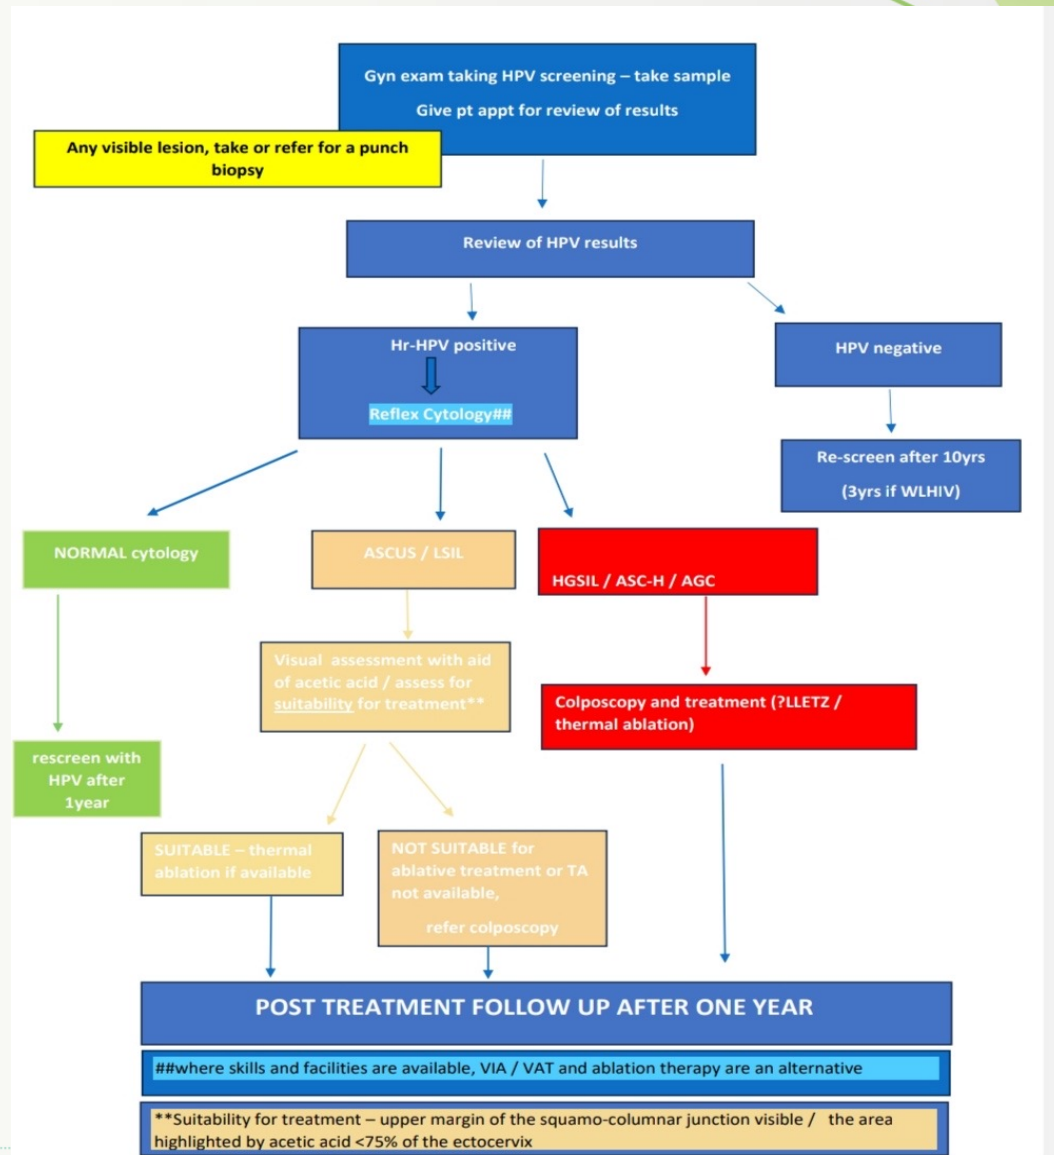 Gyn exam taking HPV screening – take sample
Give pt appt for review of results
Any visible lesion, take or refer for a punch
biopsy
Review of HPV results
Hr-HPV positive
Reflex Cytology##
HPV negative
Re-screen after 10yrs
(3yrs if WLHIV)
NORMAL cytology
ASCUS / LSIL
HGSIL / ASC-H / AGC
Visual assessment with aid
of acetic acid / assess for
suitability for treatment**
Colposcopy and treatment (?LLETZ /
thermal ablation)
rescreen with
HPV after
1year
SUITABLE – thermal
ablation if available
NOT SUITABLE for
ablative treatment or TA
not available,
refer colposcopy
POST TREATMENT FOLLOW UP AFTER ONE YEAR
##where skills and facilities are available, VIA / VAT and ablation therapy are an alternative
**Suitability for treatment – upper margin of the squamo-columnar junction visible / the area
highlighted by acetic acid <75% of the ectocervix